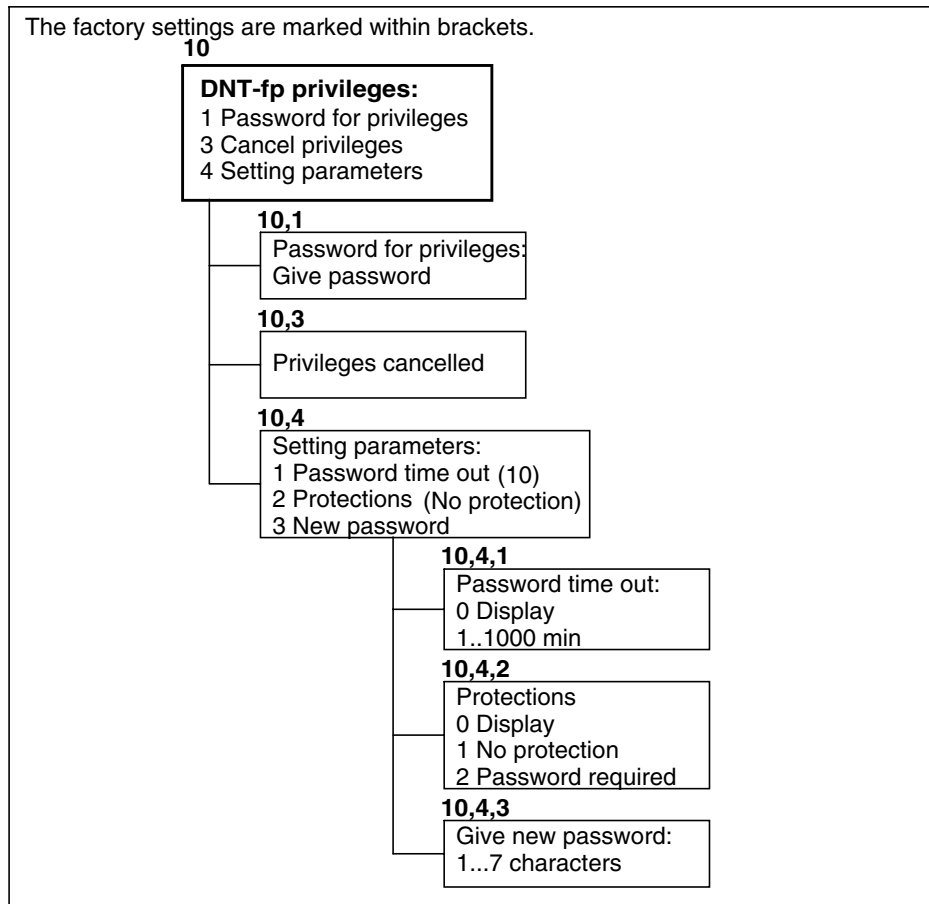 The factory settings are marked within brackets.
10
DNT-fp privileges:
1 Password for privileges
3 Cancel privileges
4 Setting parameters
10,1
Password for privileges:
Give password
10,3
Privileges cancelled
10,4
Setting parameters:
1 Password time out (10)
2 Protections (No protection)
3 New password
10,4,1
Password time out:
0 Display
1..1000 min
10,4,2
Protections
0 Display
1 No protection
2 Password required
10,4,3
Give new password:
1...7 characters